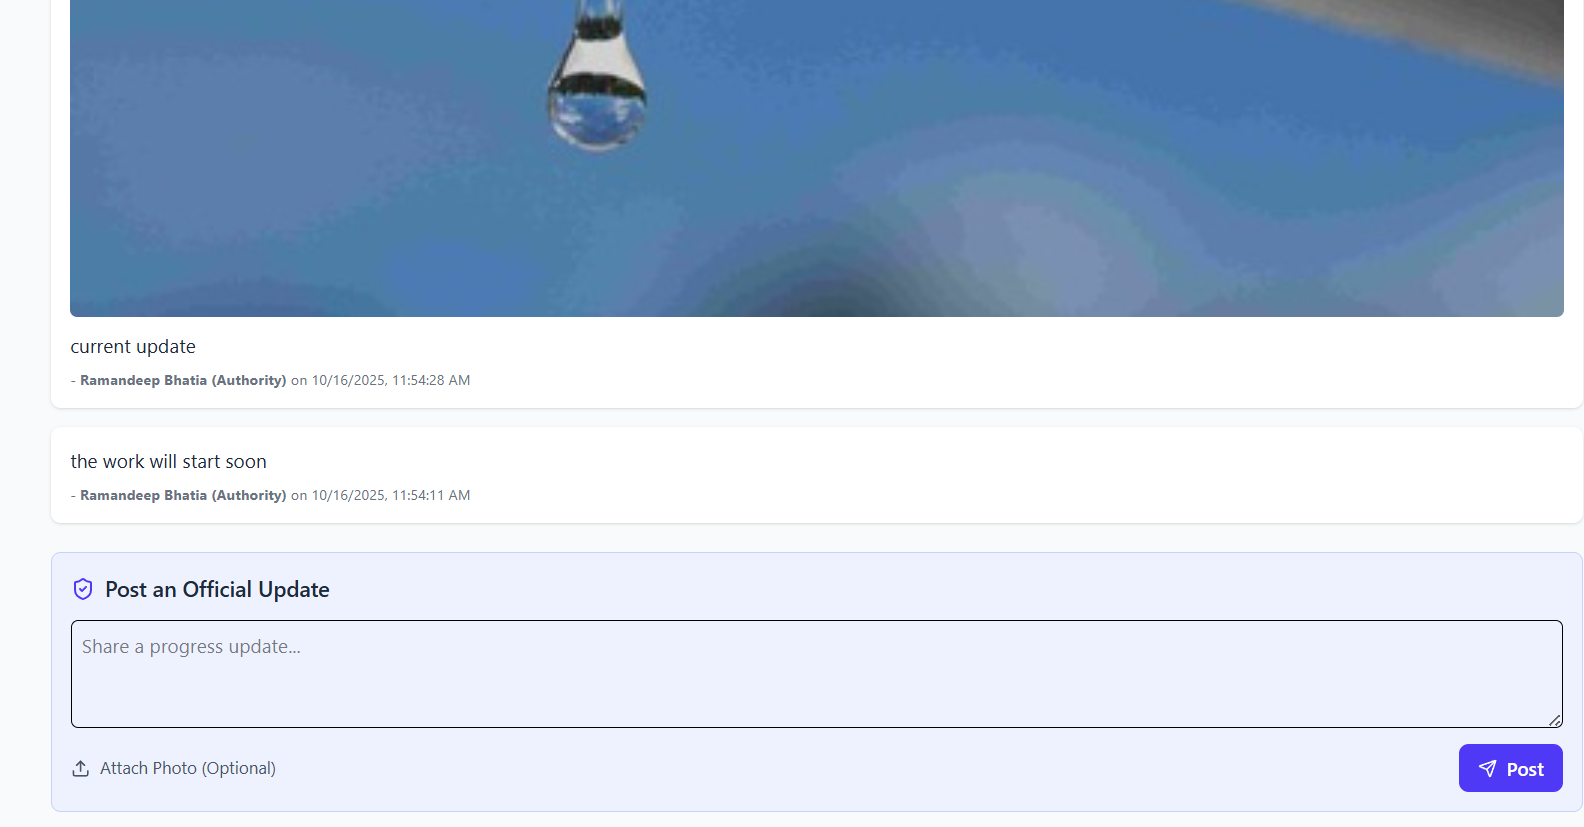 current update
- Ramandeep Bhatia (Authority) on 10/16/2025, 11:54:28 AM
the work will start soon
- Ramandeep Bhatia (Authority) on 10/16/2025, 11:54:11 AM
Post an Official Update
Share a progress update...
Attach Photo (Optional)
Post